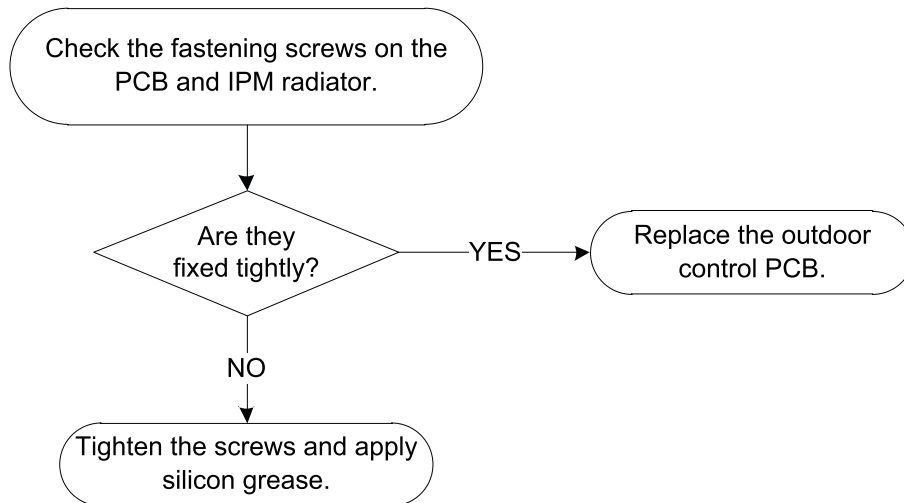 Check the fastening screws on the
PCB and IPM radiator.
Are they
fixed tightly?
YES
Replace the outdoor
control PCB.
NO
Tighten the screws and apply
silicon grease.